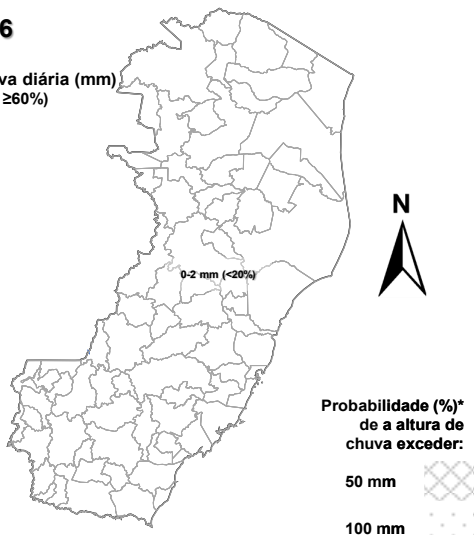 6
va diária (mm)
≥60%)
0-2 mm (<20%)
N
Probabilidade (%)*
de a altura de
chuva exceder:
50 mm
100 mm